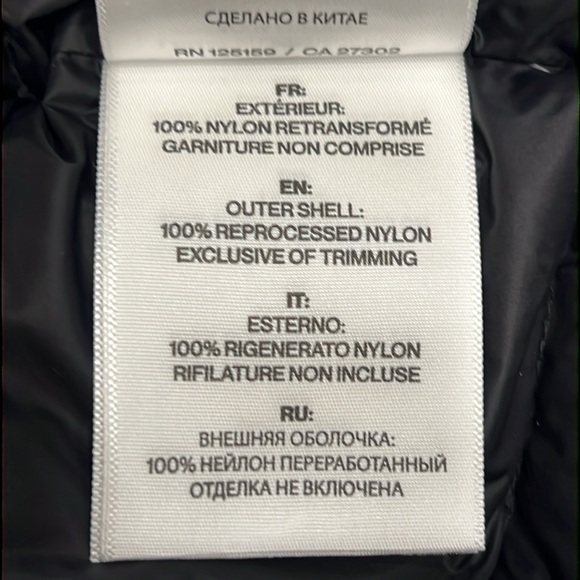 СДЕЛАНО В КИТАЕ
RN 125159 / CA 27302
FR:
EXTÉRIEUR:
100% NYLON RETRANSFORMÉ
GARNITURE NON COMPRISE
EN:
OUTER SHELL:
100% REPROCESSED NYLON
EXCLUSIVE OF TRIMMING
IT:
ESTERNO:
100% RIGENERATO NYLON
RIFILATURE NON INCLUSE
RU:
ВНЕШНЯЯ ОБОЛОЧКА:
100% НЕЙЛОН ПЕРЕРАБОТАННЫЙ
ОТДЕЛКА НЕ ВКЛЮЧЕНА